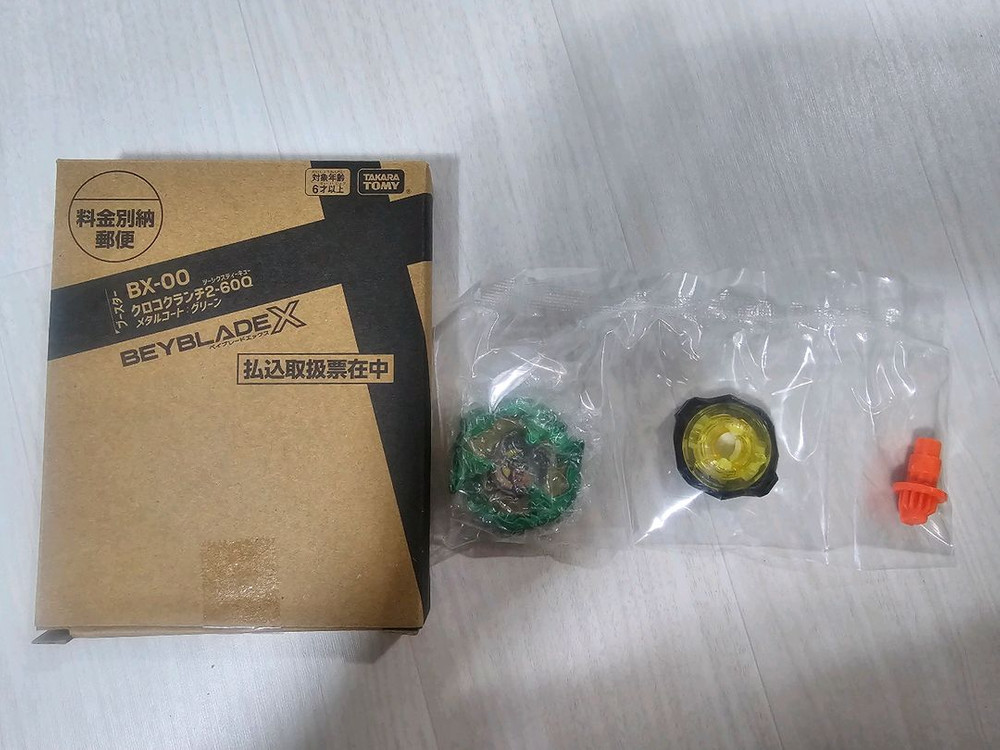 料金別納
郵便
対象年齢
6才以上
TAKARA
TOMY
ブースター
BX-00
ツーシックスティーキュー
クロコクランチ2-60Q
メタルコート:グリーン
BEYBLADE X
ベイブレードエックス
払込取扱票在中